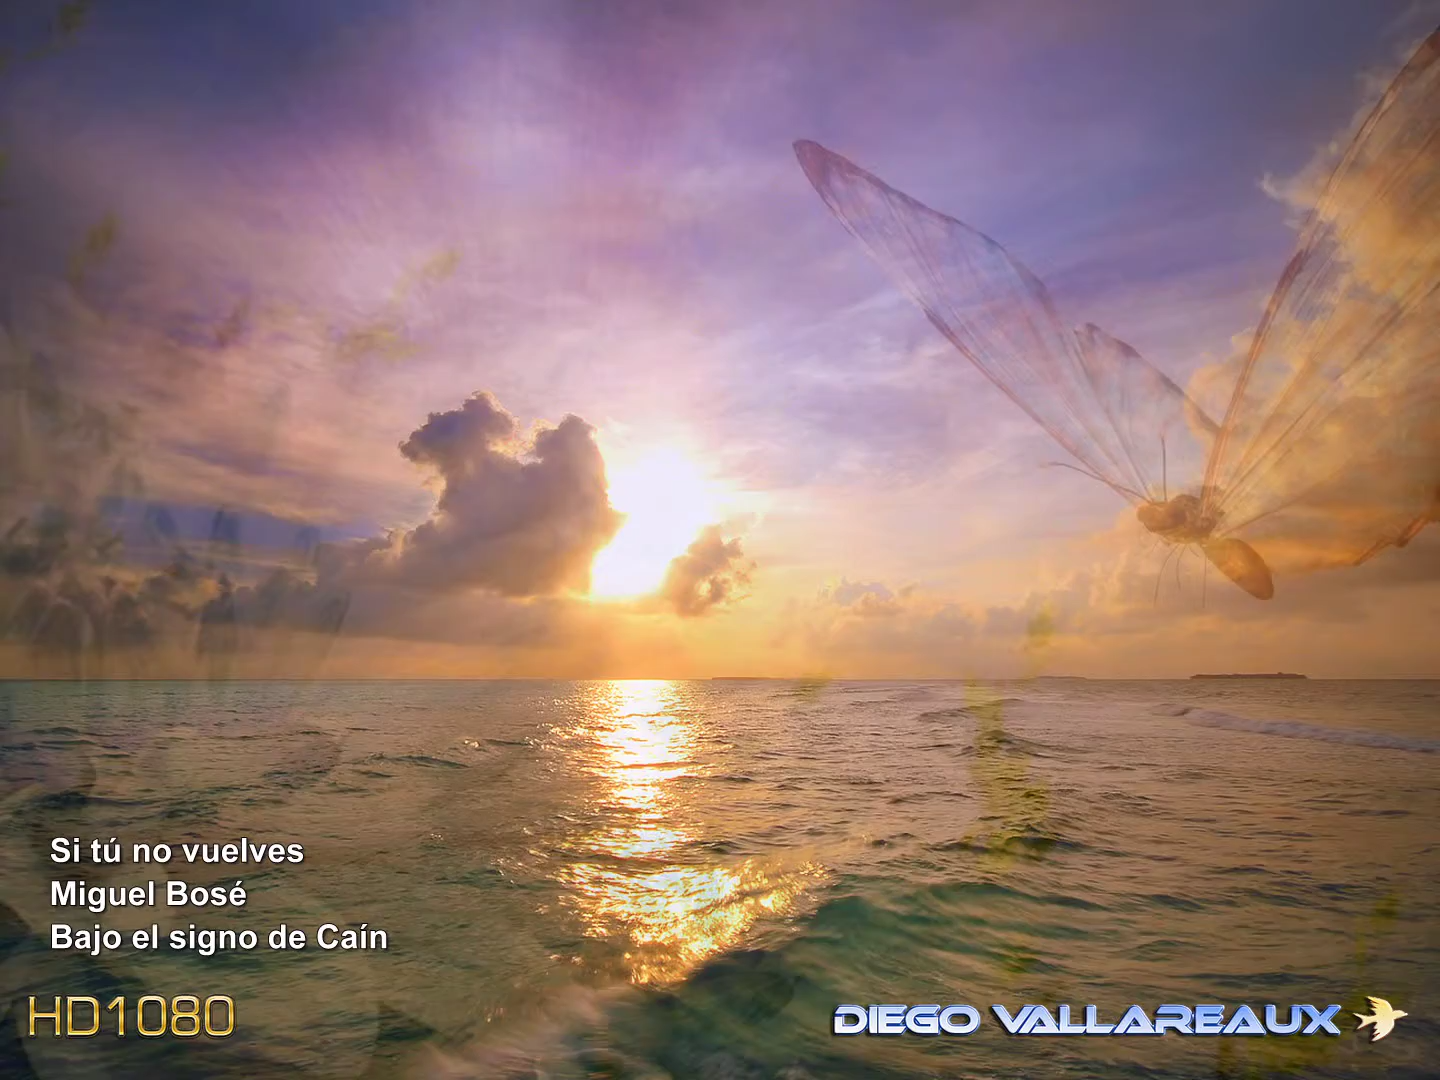 Si tú no vuelves
Miguel Bosé
Bajo el signo de Caín
HD1080
DIEGO VALLAREAUX